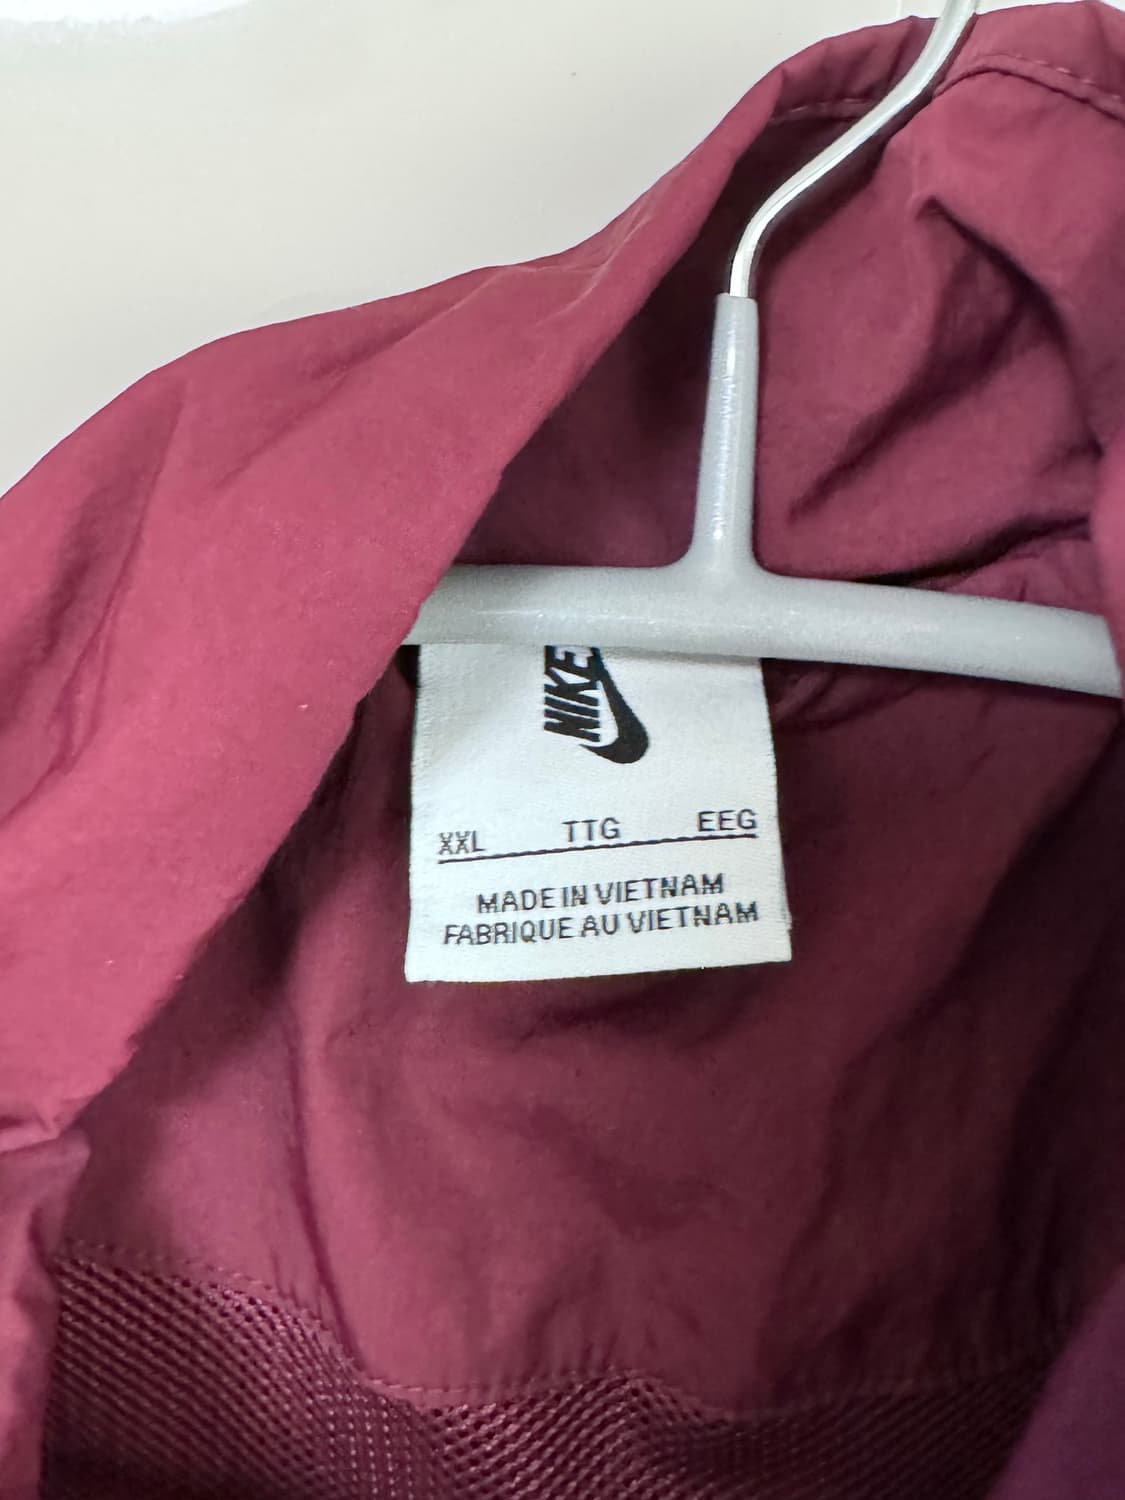 NIKE
XXL TTG EEG
MADE IN VIETNAM
FABRIQUE AU VIETNAM